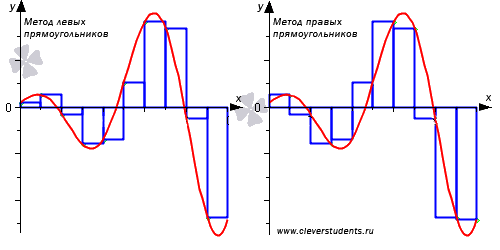 y
Метод левых
прямоугольников
x
0
y
Метод правых
прямоугольников
x
0
www.cleverstudents.ru